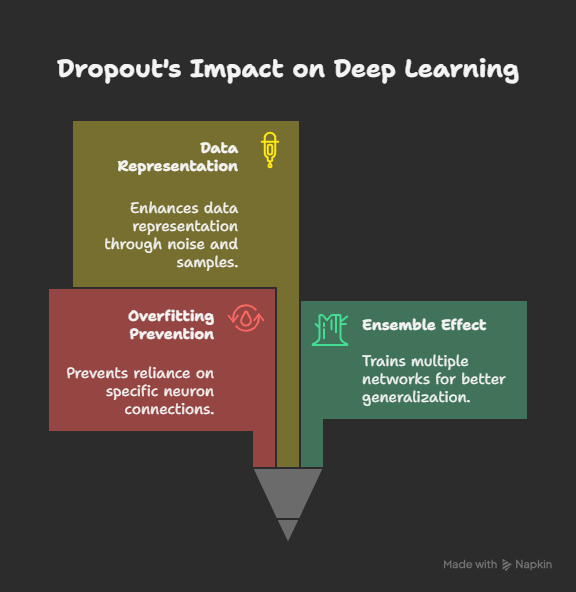 Dropout's Impact on Deep Learning
Data
Representation
Enhances data
representation
through noise and
samples.
Overfitting
Prevention
Prevents reliance on
specific neuron
connections.
Ensemble Effect
Trains multiple
networks for better
generalization.
Made with Napkin